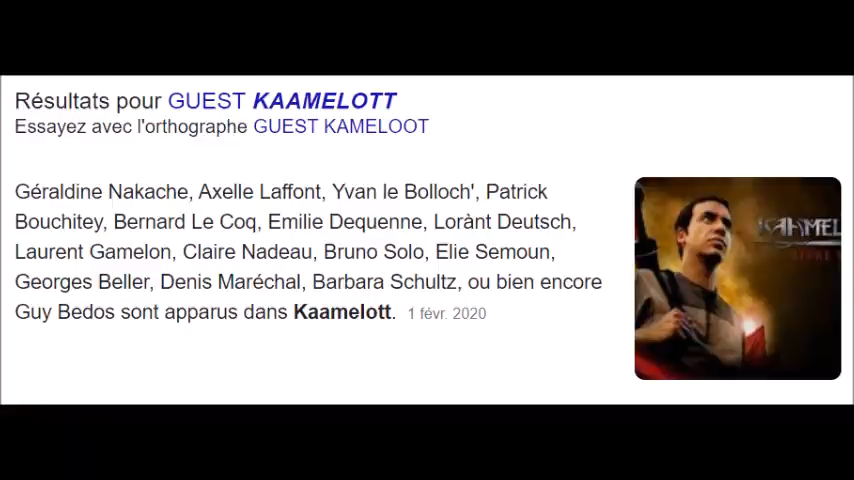 Résultats pour GUEST KAAMELOTT
Essayez avec l'orthographe GUEST KAMELOOT
Géraldine Nakache, Axelle Laffont, Yvan le Bolloch', Patrick
Bouchitey, Bernard Le Coq, Emilie Dequenne, Lorànt Deutsch,
Laurent Gamelon, Claire Nadeau, Bruno Solo, Elie Semoun,
Georges Beller, Denis Maréchal, Barbara Schultz, ou bien encore
Guy Bedos sont apparus dans Kaamelott. 1 févr. 2020
KAAMEL